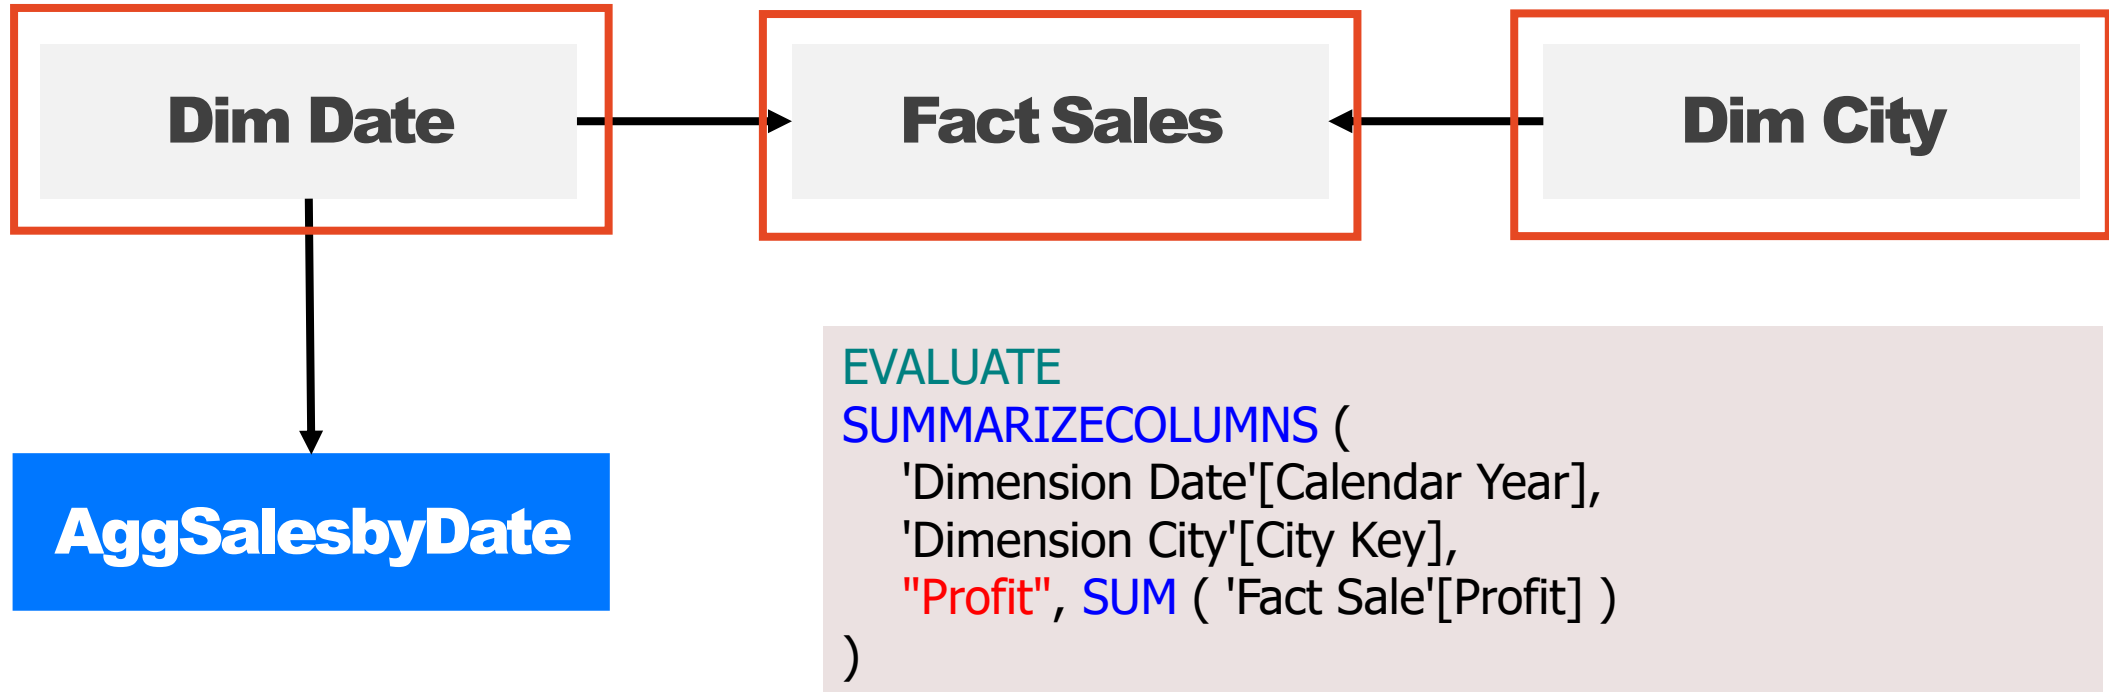 Dim Date
Fact Sales
Dim City
AggSalesbyDate
EVALUATE
SUMMARIZECOLUMNS (
'Dimension Date'[Calendar Year],
'Dimension City'[City Key],
"Profit", SUM ( 'Fact Sale'[Profit] )
)